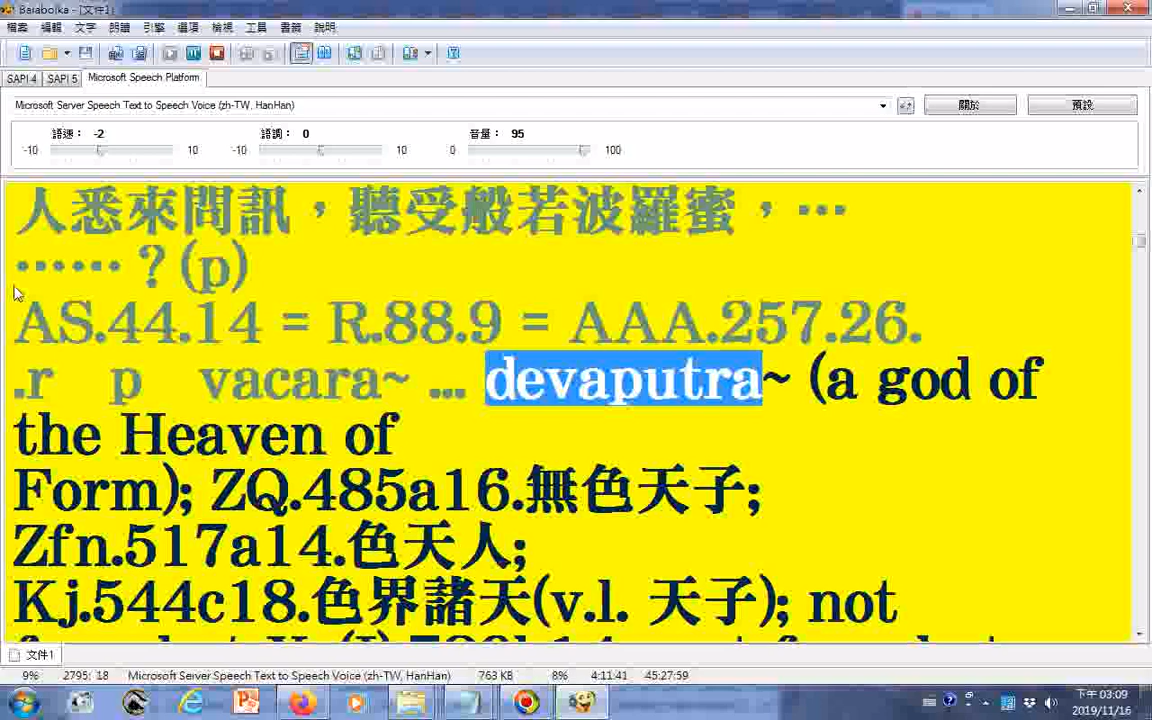 Balabolka - [文件1]
檔案 編輯 文字 朗讀 引擎 選項 檢視 工具 書籤 說明
SAPI 4 SAPI 5 Microsoft Speech Platform
Microsoft Server Speech Text to Speech Voice (zh-TW, HanHan) 關於 預設
語速： -2 語調： 0 音量： 95
-10 10 -10 10 0 100
人悉來問訊，聽受般若波羅蜜，…
……？(p)
AS.44.14 = R.88.9 = AAA.257.26.
.r p vacara~ ... devaputra~ (a god of
the Heaven of
Form); ZQ.485a16.無色天子;
Zfn.517a14.色天人;
Kj.544c18.色界諸天(v.l. 天子); not
文件1
9% 2795: 18 Microsoft Server Speech Text to Speech Voice (zh-TW, HanHan) 763 KB 8% 4:11:41 45:27:59
下午 03:09
2019/11/16